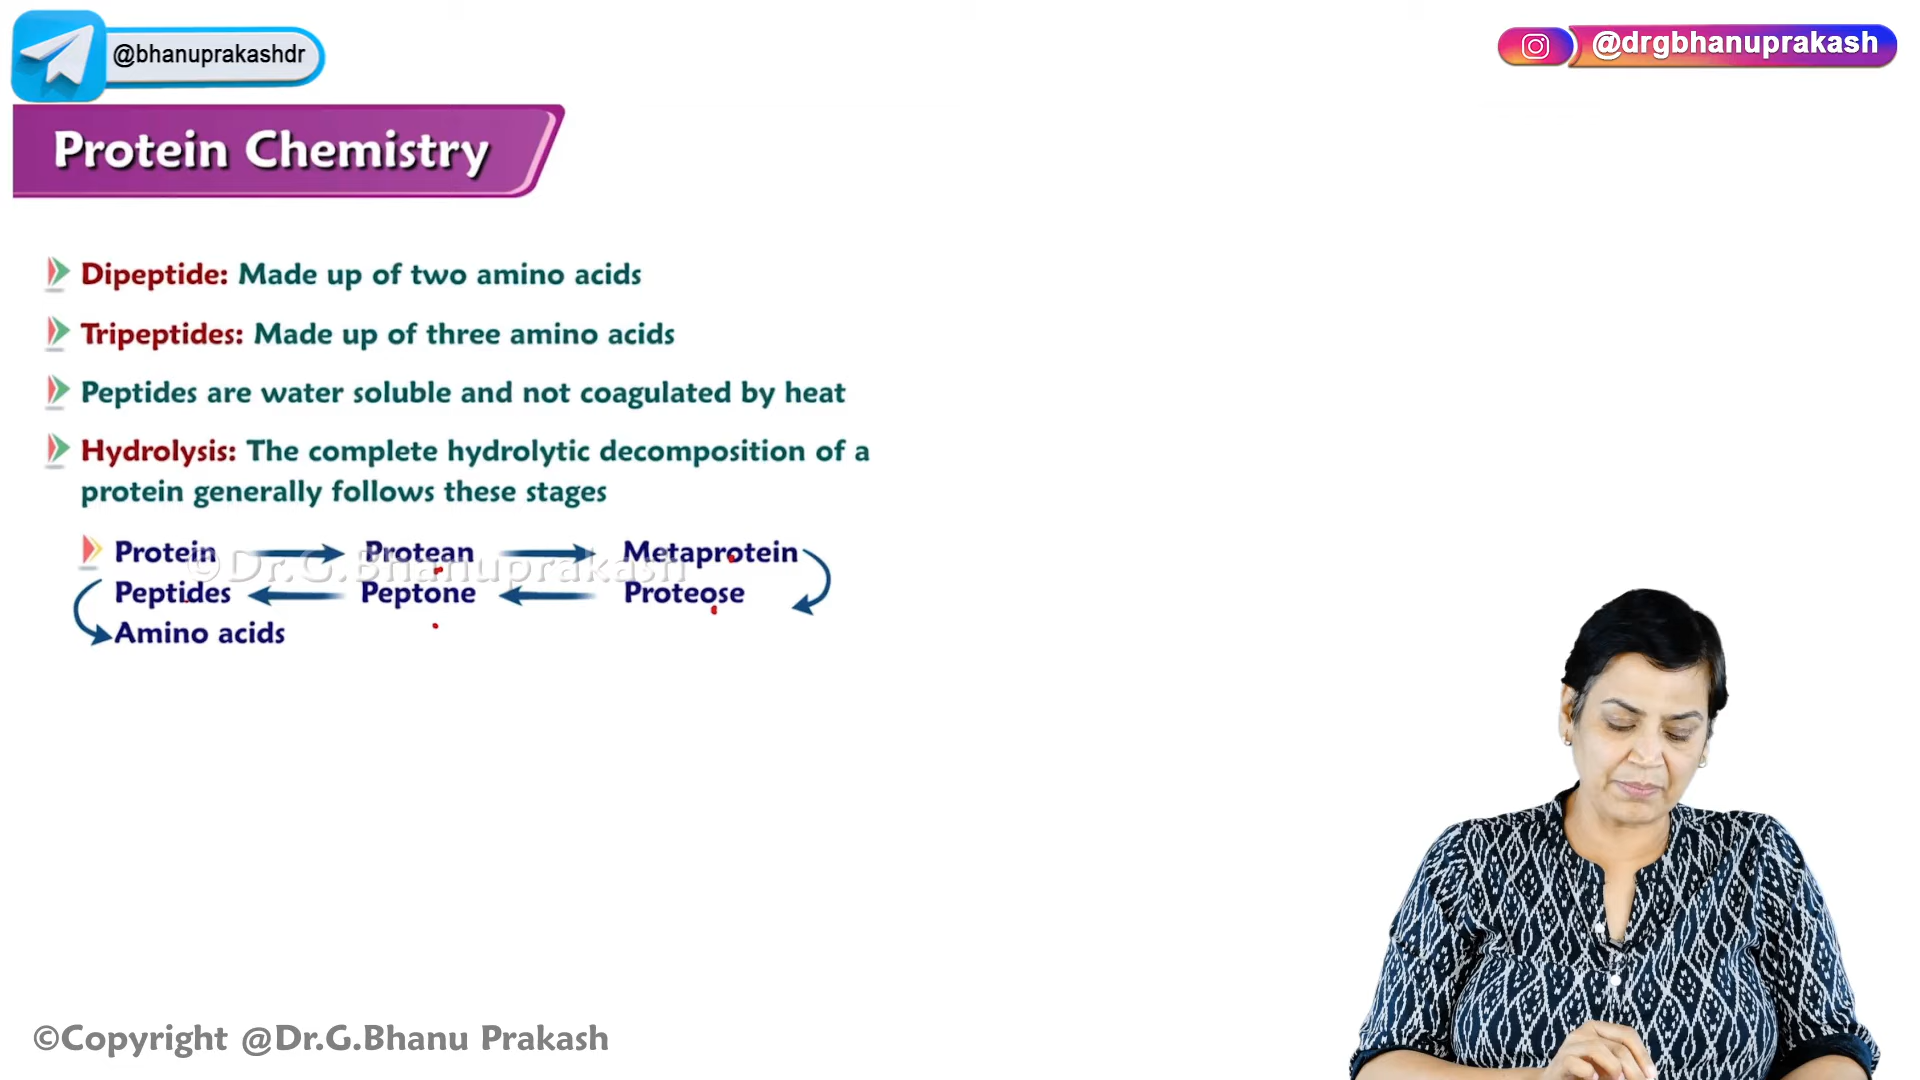 @bhanuprakashdr
@drgbhanuprakash
Protein Chemistry
Dipeptide: Made up of two amino acids
Tripeptides: Made up of three amino acids
Peptides are water soluble and not coagulated by heat
Hydrolysis: The complete hydrolytic decomposition of a
protein generally follows these stages
Protein Protean Metaprotein
©Dr.G.Bhanuprakash
Peptides Peptone Proteose
Amino acids
©Copyright @Dr.G.Bhanu Prakash